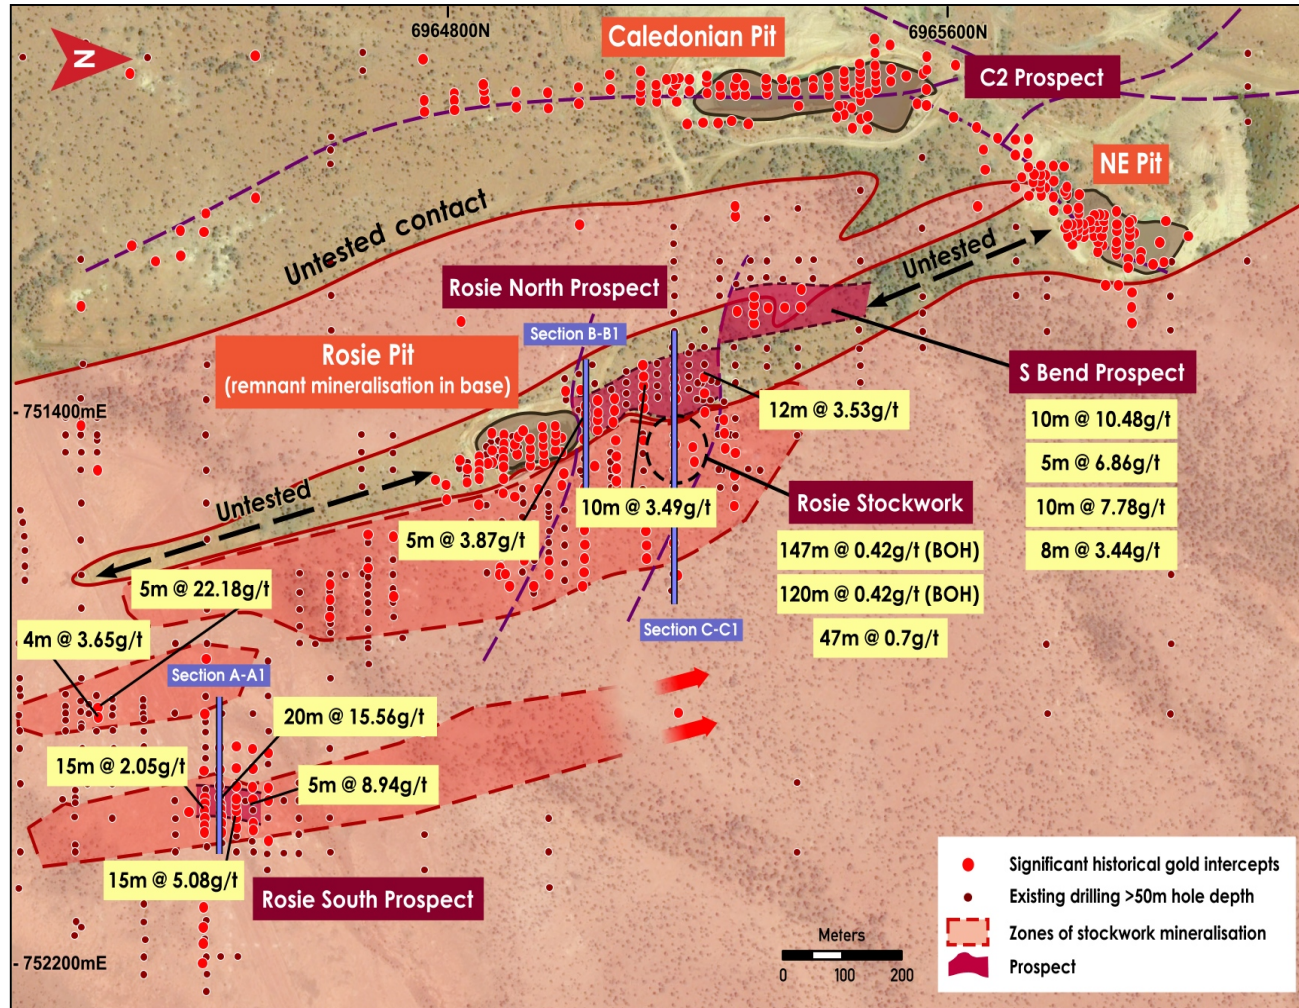 6964800N
6965600N
N
Caledonian Pit
C2 Prospect
NE Pit
Untested contact
Untested
Rosie North Prospect
Section B-B1
Rosie Pit
(remnant mineralisation in base)
S Bend Prospect
- 751400mE
12m @ 3.53g/t
10m @ 10.48g/t
5m @ 6.86g/t
10m @ 7.78g/t
8m @ 3.44g/t
Untested
10m @ 3.49g/t
5m @ 3.87g/t
Rosie Stockwork
147m @ 0.42g/t (BOH)
120m @ 0.42g/t (BOH)
47m @ 0.7g/t
5m @ 22.18g/t
4m @ 3.65g/t
Section C-C1
Section A-A1
20m @ 15.56g/t
15m @ 2.05g/t
5m @ 8.94g/t
15m @ 5.08g/t
Rosie South Prospect
- 752200mE
Meters
0 100 200
Significant historical gold intercepts
Existing drilling >50m hole depth
Zones of stockwork mineralisation
Prospect